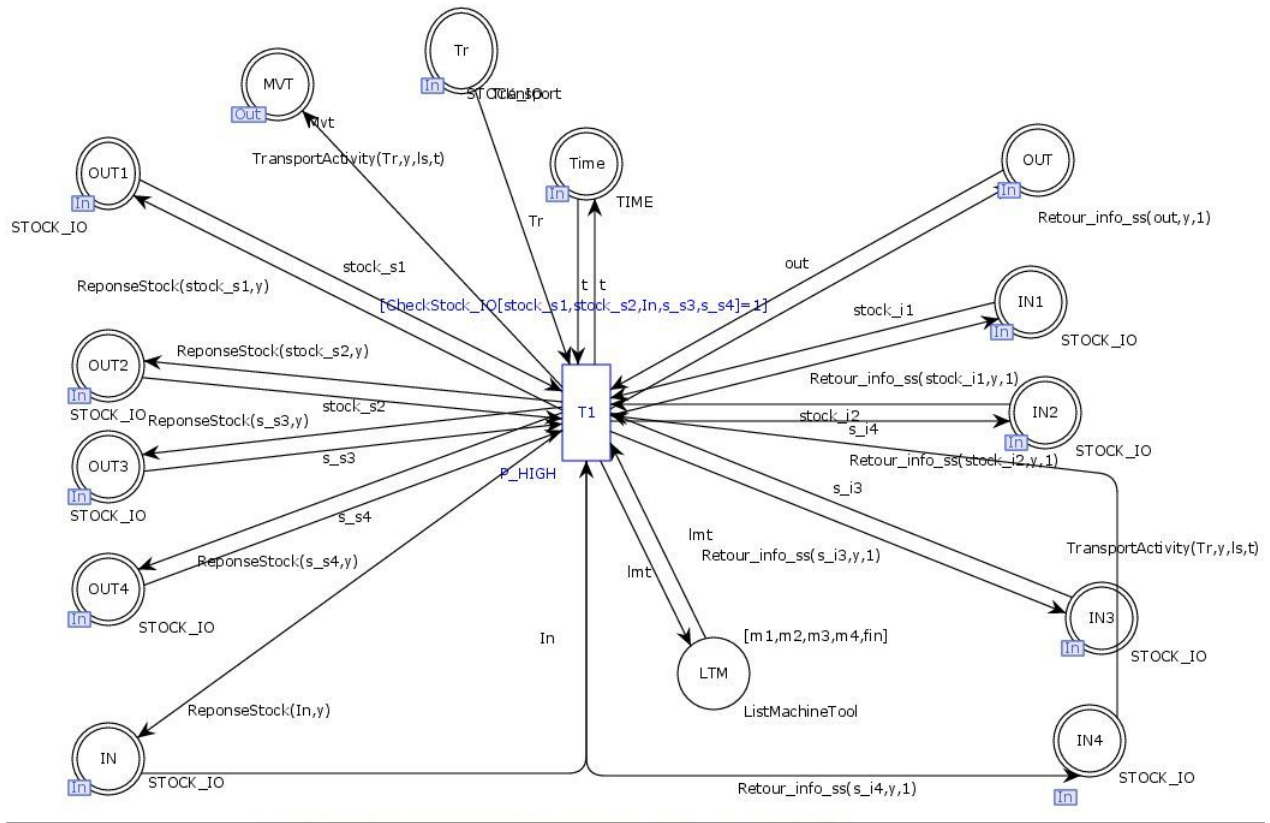 Tr
In
STOCK_IO
Transport
MVT
Out
Mvt
TransportActivity(Tr,y,ls,t)
Time
In
TIME
OUT
In
Retour_info_ss(out,y,1)
OUT1
In
STOCK_IO
Tr
stock_s1
out
ReponseStock(stock_s1,y)
t
t
[CheckStock_IO[stock_s1,stock_s2,In,s_s3,s_s4]=1]
stock_i1
IN1
In
STOCK_IO
OUT2
In
STOCK_IO
ReponseStock(stock_s2,y)
stock_s2
Retour_info_ss(stock_i1,y,1)
T1
P_HIGH
stock_i2
s_i4
IN2
In
STOCK_IO
ReponseStock(s_s3,y)
OUT3
In
STOCK_IO
s_s3
Retour_info_ss(stock_i2,y,1)
s_i3
s_s4
lmt
Retour_info_ss(s_i3,y,1)
TransportActivity(Tr,y,ls,t)
ReponseStock(s_s4,y)
lmt
OUT4
In
STOCK_IO
IN3
In
STOCK_IO
In
[m1,m2,m3,m4,fin]
LTM
ListMachineTool
ReponseStock(In,y)
IN
In
STOCK_IO
IN4
In
STOCK_IO
Retour_info_ss(s_i4,y,1)